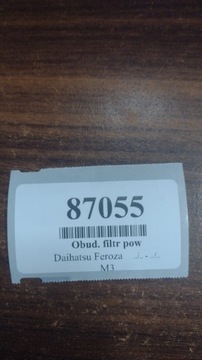 87055
Obud. filtr pow
Daihatsu Feroza ../.. - ../..
M3